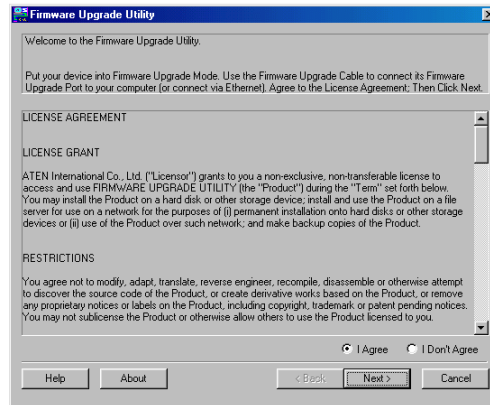 Firmware Upgrade Utility
Welcome to the Firmware Upgrade Utility.
Put your device into Firmware Upgrade Mode. Use the Firmware Upgrade Cable to connect its Firmware
Upgrade Port to your computer (or connect via Ethernet). Agree to the License Agreement; Then Click Next.
LICENSE AGREEMENT
LICENSE GRANT
ATEN International Co., Ltd. ("Licensor") grants to you a non-exclusive, non-transferable license to
access and use FIRMWARE UPGRADE UTILITY (the "Product") during the "Term" set forth below.
You may install the Product on a hard disk or other storage device; install and use the Product on a file
server for use on a network for the purposes of (i) permanent installation onto hard disks or other storage
devices or (ii) use of the Product over such network; and make backup copies of the Product.
RESTRICTIONS
You agree not to modify, adapt, translate, reverse engineer, recompile, disassemble or otherwise attempt
to discover the source code of the Product, or create derivative works based on the Product, or remove
any proprietary notices or labels on the Product, including copyright, trademark or patent pending notices.
You may not sublicense the Product or otherwise allow others to use the Product licensed to you.
I Agree I Don't Agree
Help About < Back Next > Cancel